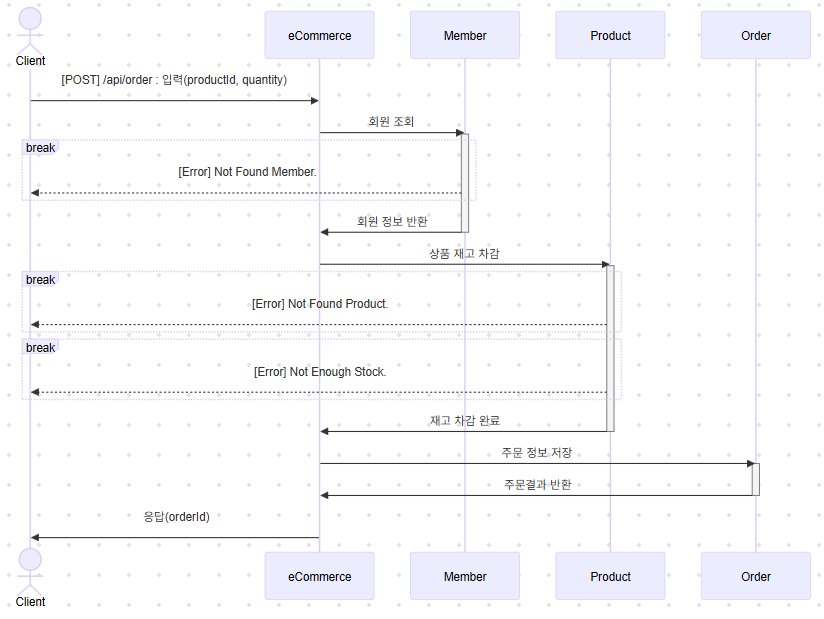 Client
eCommerce
Member
Product
Order
[POST] /api/order : 입력(productId, quantity)
회원 조회
break
[Error] Not Found Member.
회원 정보 반환
상품 재고 차감
break
[Error] Not Found Product.
break
[Error] Not Enough Stock.
재고 차감 완료
주문 정보 저장
주문결과 반환
응답(orderId)
Client
eCommerce
Member
Product
Order